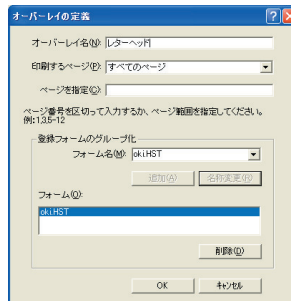 オーバーレイの定義
オーバーレイ名(N): レターヘッド
印刷するページ(P): すべてのページ
ページを指定(C):
ページ番号を区切って入力するか、ページ範囲を指定してください。
例:1,3,5-12
登録フォームのグループ化
フォーム名(M): oki.HST
追加(A) 名称変更(R)
フォーム(O):
oki.HST
削除(D)
OK キャンセル